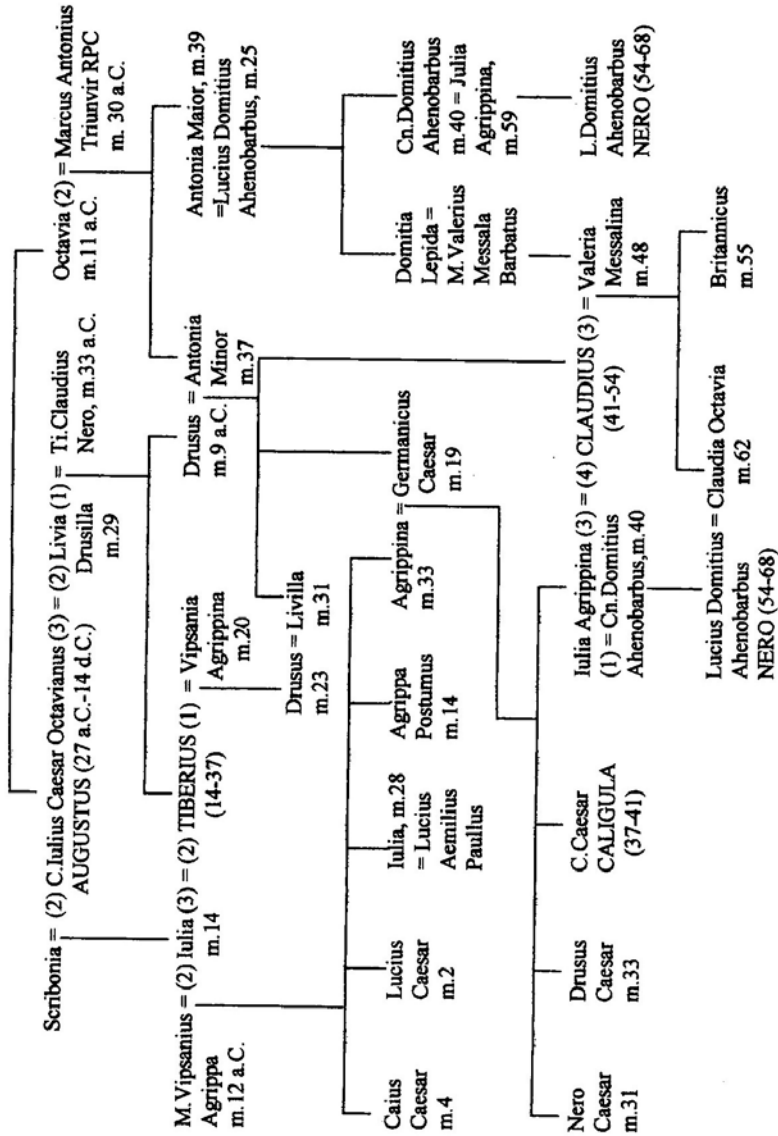 Scribonia = (2) C.Iulius Caesar Octavianus (3) = (2) Livia (1) = Ti.Claudius
AUGUSTUS (27 a.C.-14 d.C.)
Drusilla
m.29
Nero, m.33 a.C.
Octavia (2) = Marcus Antonius
m.11 a.C.
Triunvir RPC
m. 30 a.C.
M.Vipsanius = (2) Iulia (3) = (2) TIBERIUS (1) = Vipsania
Agrippa
m.12 a.C.
m.14
(14-37)
Agrippina
m.20
Drusus = Antonia
m.9 a.C.
Minor
m.37
Antonia Maior, m.39
=Lucius Domitius
Ahenobarbus, m.25
Drusus = Livilla
m.23
m.31
Domitia
Lepida =
M.Valerius
Messala
Barbatus
Cn.Domitius
Ahenobarbus
m.40 = Julia
Agrippina,
m.59
Caius
Caesar
m.4
Lucius
Caesar
m.2
Iulia, m.28
= Lucius
Aemilius
Paullus
Agrippa
Postumus
m.14
Agrippina = Germanicus
m.33
Caesar
m.19
Nero
Caesar
m.31
Drusus
Caesar
m.33
C.Caesar
CALIGULA
(37-41)
Iulia Agrippina (3) = (4) CLAUDIUS (3) = Valeria
(1) = Cn.Domitius
Ahenobarbus,m.40
(41-54)
Messalina
m.48
L.Domitius
Ahenobarbus
NERO (54-68)
Lucius Domitius = Claudia Octavia
Ahenobarbus
NERO (54-68)
m.62
Britannicus
m.55